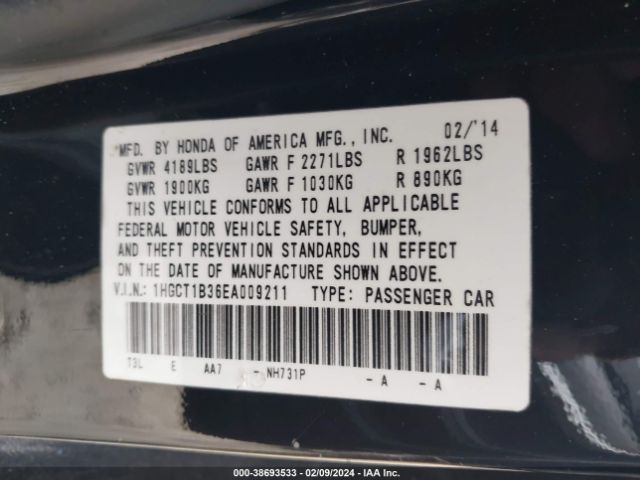 *MFD. BY HONDA OF AMERICA MFG., INC. 02/'14
GVWR 4189LBS GAWR F 2271LBS R 1962LBS
GVWR 1900KG GAWR F 1030KG R 890KG
THIS VEHICLE CONFORMS TO ALL APPLICABLE
FEDERAL MOTOR VEHICLE SAFETY, BUMPER,
AND THEFT PREVENTION STANDARDS IN EFFECT
ON THE DATE OF MANUFACTURE SHOWN ABOVE.
V.I.N.: 1HGCT1B36EA009211 TYPE: PASSENGER CAR
T3L E AA7 - NH731P - A - A
000-38693533 - 02/09/2024 - IAA Inc.